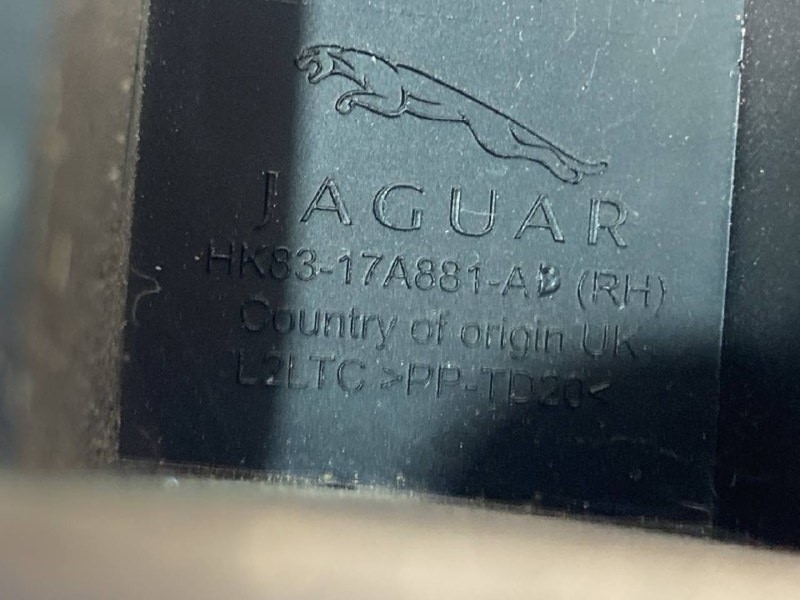 JAGUAR
HK83-17A881-AB (RH)
Country of origin UK
L2LTC >PP-TD20<